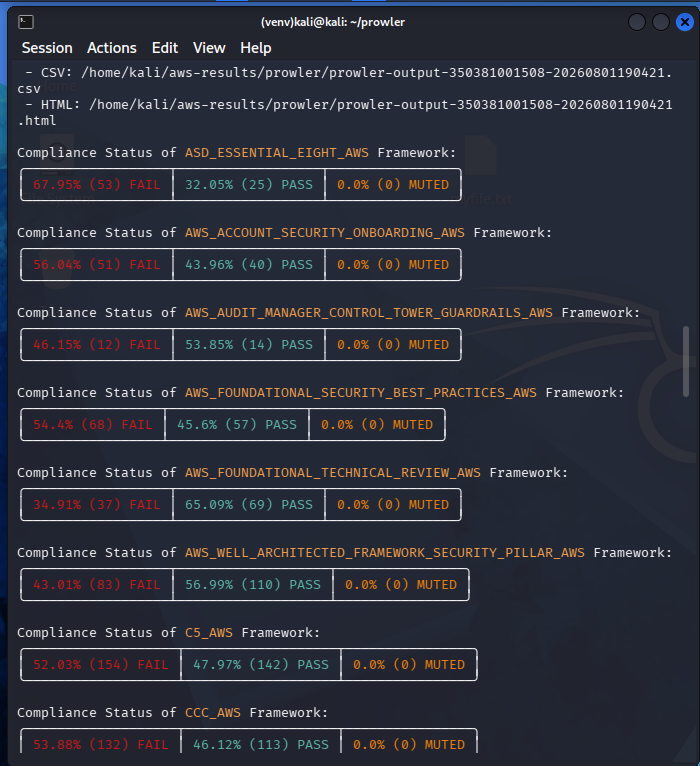 (venv)kali@kali: ~/prowler
Session Actions Edit View Help
- CSV: /home/kali/aws-results/prowler/prowler-output-350381001508-20260801190421.
csv
- HTML: /home/kali/aws-results/prowler/prowler-output-350381001508-20260801190421
.html
Compliance Status of ASD_ESSENTIAL_EIGHT_AWS Framework:
67.95% (53) FAIL 32.05% (25) PASS 0.0% (0) MUTED
Compliance Status of AWS_ACCOUNT_SECURITY_ONBOARDING_AWS Framework:
56.04% (51) FAIL 43.96% (40) PASS 0.0% (0) MUTED
Compliance Status of AWS_AUDIT_MANAGER_CONTROL_TOWER_GUARDRAILS_AWS Framework:
46.15% (12) FAIL 53.85% (14) PASS 0.0% (0) MUTED
Compliance Status of AWS_FOUNDATIONAL_SECURITY_BEST_PRACTICES_AWS Framework:
54.4% (68) FAIL 45.6% (57) PASS 0.0% (0) MUTED
Compliance Status of AWS_FOUNDATIONAL_TECHNICAL_REVIEW_AWS Framework:
34.91% (37) FAIL 65.09% (69) PASS 0.0% (0) MUTED
Compliance Status of AWS_WELL_ARCHITECTED_FRAMEWORK_SECURITY_PILLAR_AWS Framework:
43.01% (83) FAIL 56.99% (110) PASS 0.0% (0) MUTED
Compliance Status of C5_AWS Framework:
52.03% (154) FAIL 47.97% (142) PASS 0.0% (0) MUTED
Compliance Status of CCC_AWS Framework:
53.88% (132) FAIL 46.12% (113) PASS 0.0% (0) MUTED